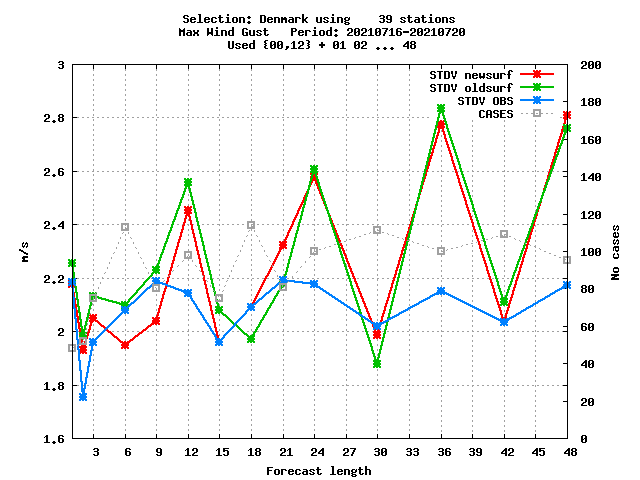 Selection: Denmark using    39 stations
Max Wind Gust   Period: 20210716-20210720
Used {00,12} + 01 02 ... 48
STDV newsurf
STDV oldsurf
STDV OBS
CASES
3
2.8
2.6
2.4
2.2
2
1.8
1.6
m/s
200
180
160
140
120
100
80
60
40
20
0
No cases
3 6 9 12 15 18 21 24 27 30 33 36 39 42 45 48
Forecast length